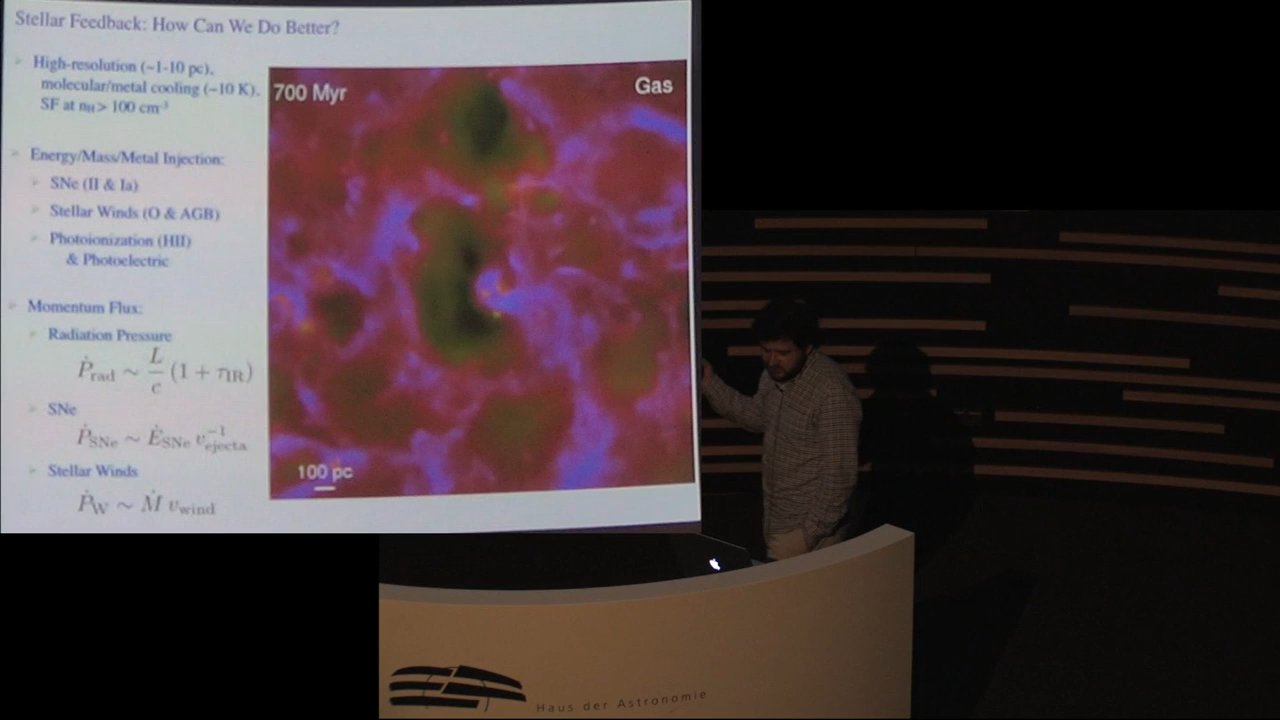 Stellar Feedback: How Can We Do Better?
High-resolution (~1-10 pc),
molecular/metal cooling (~10 K),
SF at nH > 100 cm⁻³
Energy/Mass/Metal Injection:
SNe (II & Ia)
Stellar Winds (O & AGB)
Photoionization (HII)
& Photoelectric
Momentum Flux:
Radiation Pressure
Ṗrad ~ L/c (1 + τIR)
SNe
ṖSNe ~ ĖSNe v⁻¹ejecta
Stellar Winds
ṖW ~ Ṁ vwind
700 Myr
Gas
100 pc
Haus der Astronomie